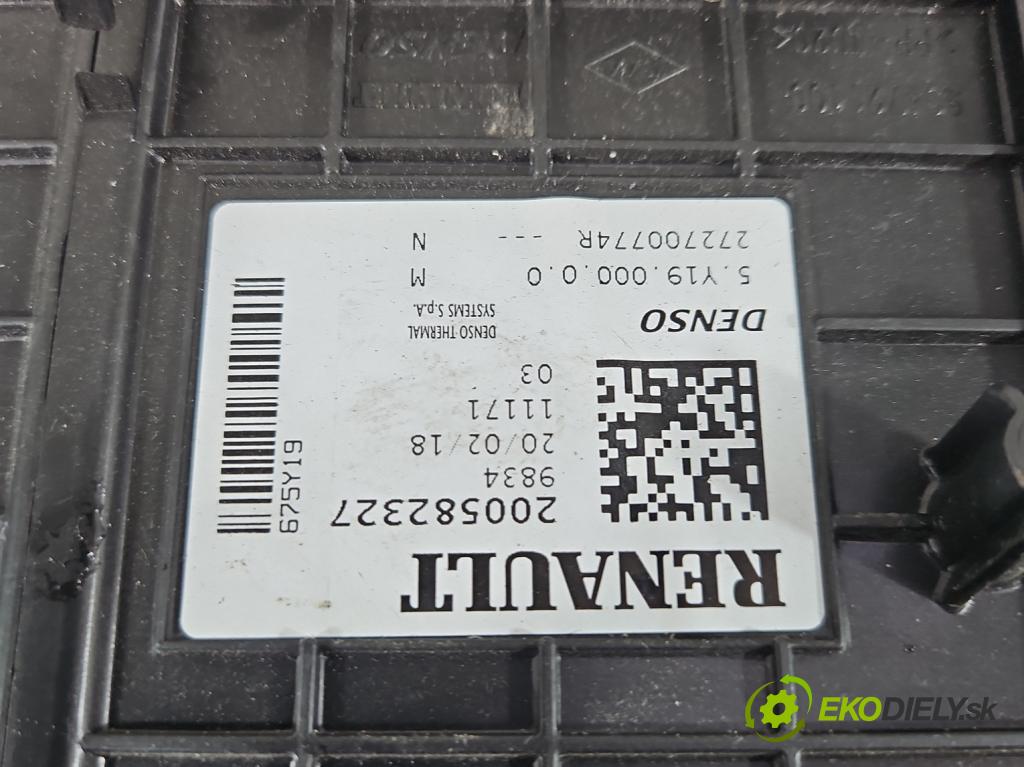 RENAULT
200582327
9834
20/02/18
11171
03
DENSO
DENSO THERMAL
SYSTEMS S.p.A.
5.Y19.000.0.0 M
272700774R --- N
675Y19
EKODIELY.sk